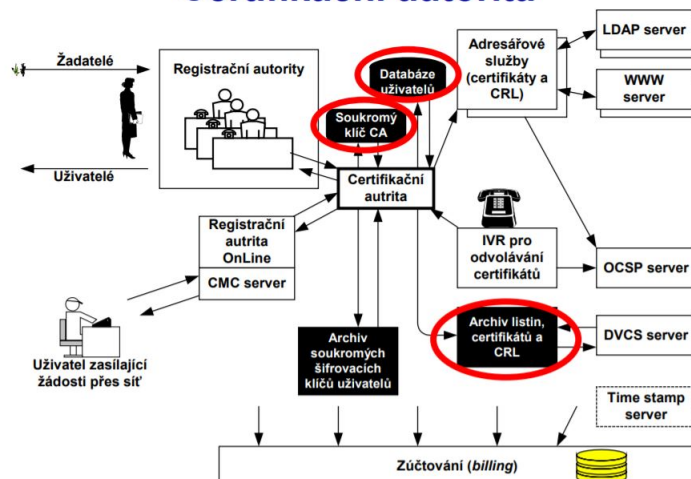 Certifikační autorita
Žadatelé
Uživatelé
Registrační autority
Databáze
uživatelů
Soukromý
klíč CA
Adresářové
služby
(certifikáty a
CRL)
LDAP server
WWW
server
Certifikační
autrita
Registrační
autrita
OnLine
CMC server
IVR pro
odvolávání
certifikátů
OCSP server
Uživatel zasílající
žádosti přes síť
Archiv
soukromých
šifrovacích
klíčů uživatelů
Archiv listin,
certifikátů a
CRL
DVCS server
Time stamp
server
Zúčtování (billing)